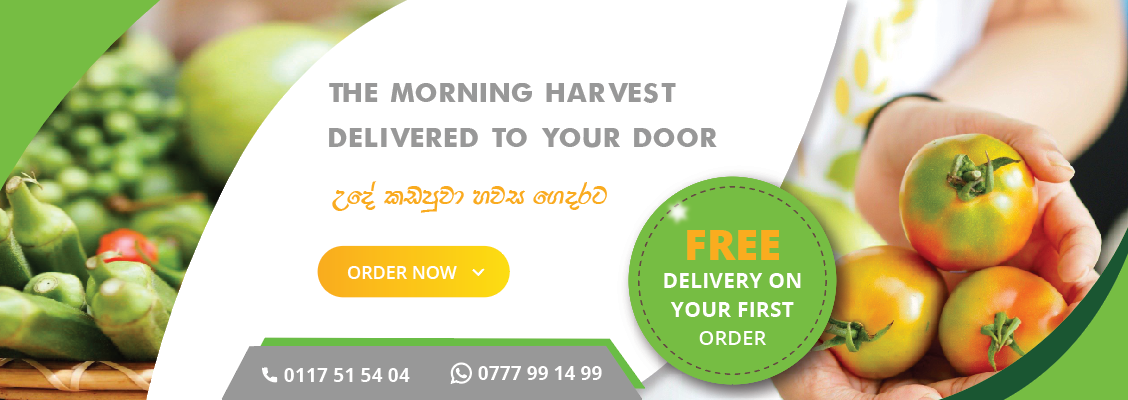 THE MORNING HARVEST
DELIVERED TO YOUR DOOR
උදේ කඩපුවා හවස ගෙදරට
ORDER NOW
FREE
DELIVERY ON
YOUR FIRST
ORDER
0117 51 54 04
0777 99 14 99